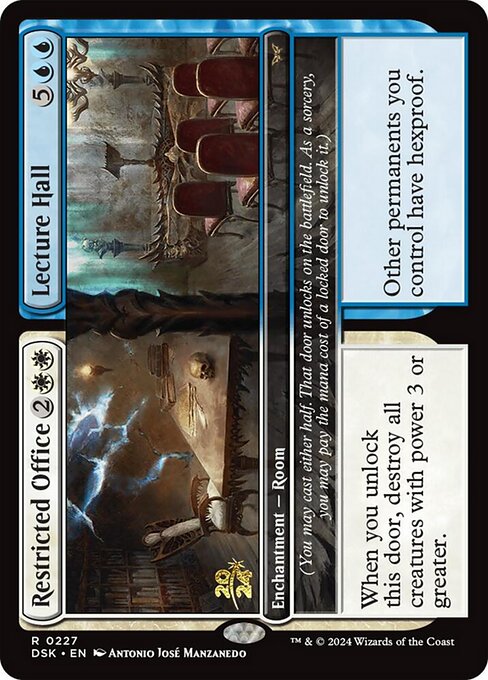 Restricted Office 2
When you unlock
this door, destroy all
creatures with power 3 or
greater.
Lecture Hall 5
Other permanents you
control have hexproof.
Enchantment — Room
(You may cast either half. That door unlocks on the battlefield. As a sorcery,
you may pay the mana cost of a locked door to unlock it.)
2024
R 0227
DSK • EN Antonio José Manzanedo
™ & © 2024 Wizards of the Coast